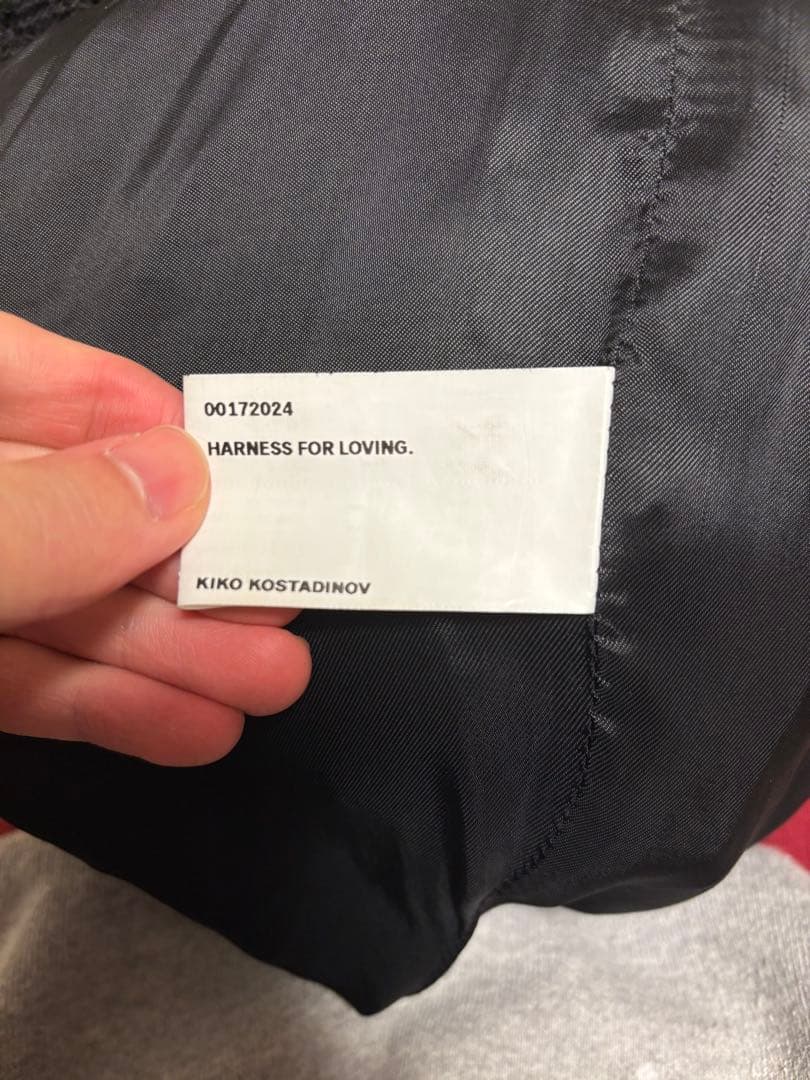 00172024
HARNESS FOR LOVING.
KIKO KOSTADINOV